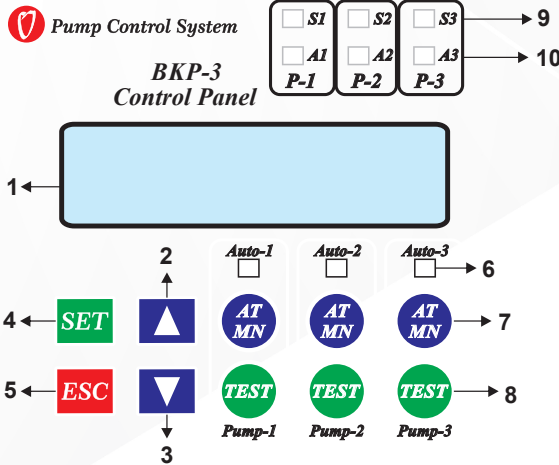 Pump Control System
S1 S2 S3 9
A1 A2 A3 10
P-1 P-2 P-3
BKP-3
Control Panel
1
2 Auto-1 Auto-2 Auto-3
6
4 SET AT MN AT MN AT MN 7
5 ESC TEST TEST TEST 8
Pump-1 Pump-2 Pump-3
3